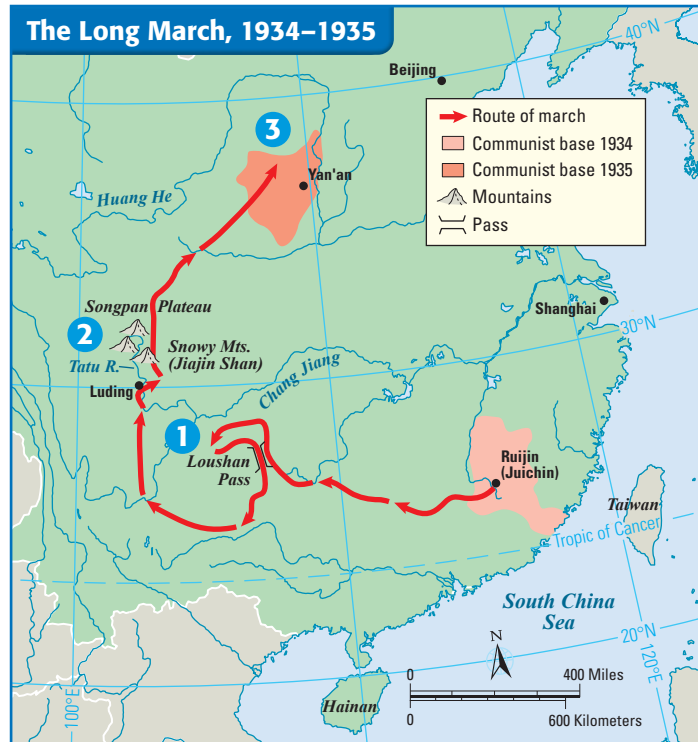 The Long March, 1934–1935
40°N
Beijing
Route of march
Communist base 1934
Communist base 1935
Mountains
Pass
3
Yan'an
Huang He
Songpan Plateau
2
Snowy Mts.
(Jiajin Shan)
Tatu R.
Luding
Shanghai
30°N
Chang Jiang
1
Loushan
Pass
Ruijin
(Juichin)
Taiwan
Tropic of Cancer
South China
Sea
20°N
N
0 400 Miles
0 600 Kilometers
120°E
100°E
Hainan